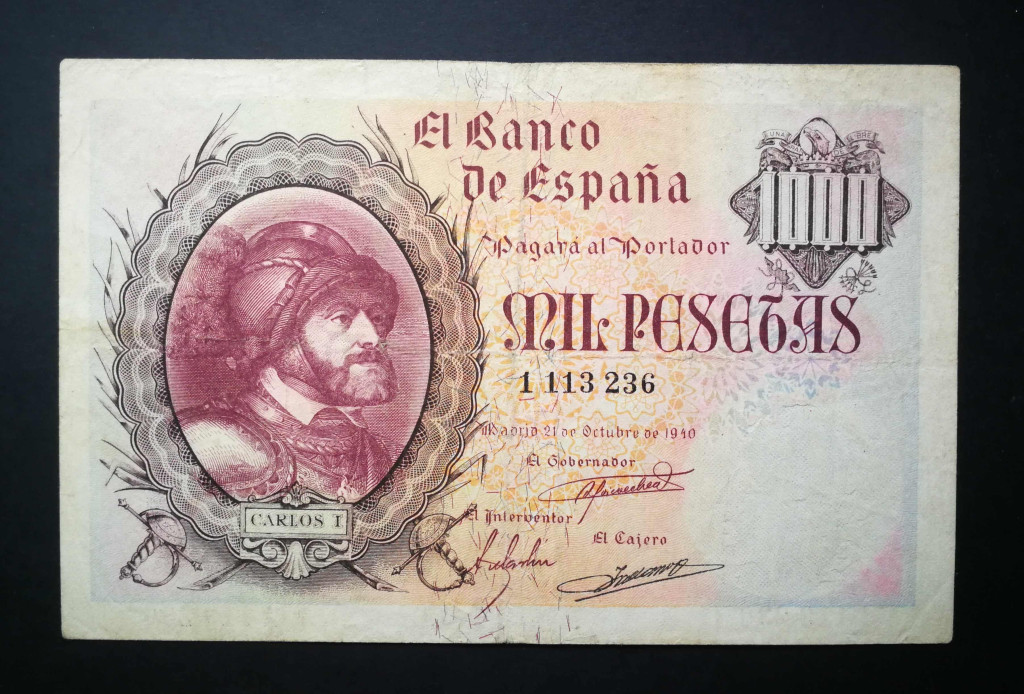 El Banco
de España
UNA
LIBRE
1000
Pagará al Portador
MIL PESETAS
1 113 236
Madrid 21 de Octubre de 1940
El Gobernador
El Interventor
El Cajero
CARLOS I